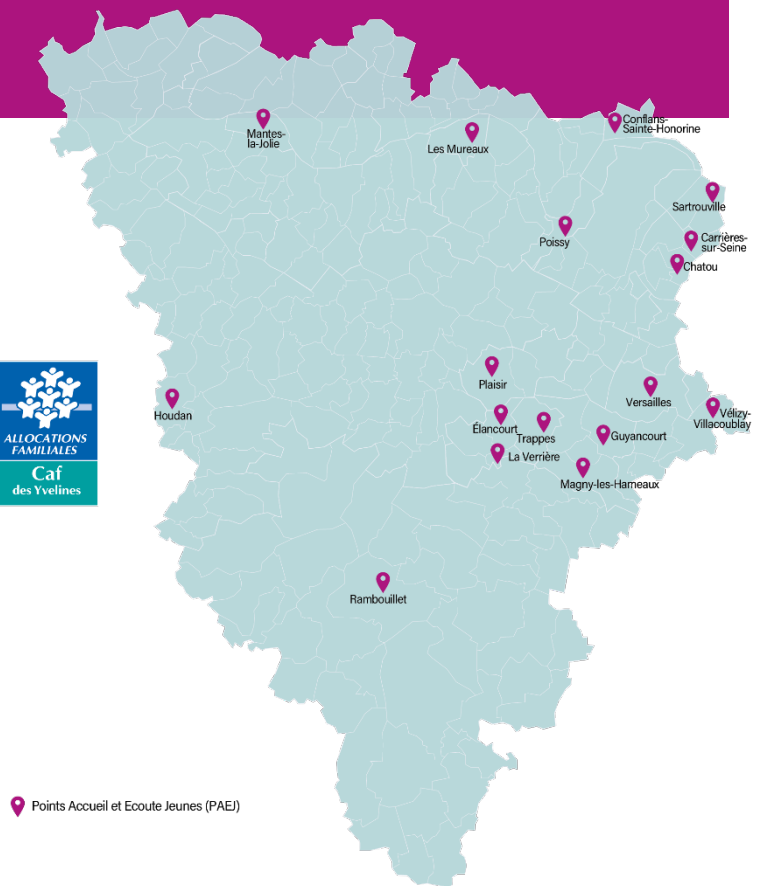 Conflans-
Sainte-Honorine
Mantes-
la-Jolie
Les Mureaux
Sartrouville
Poissy
Carrières-
sur-Seine
Chatou
Plaisir
Versailles
Houdan
Vélizy-
Villacoublay
Élancourt
Trappes
Guyancourt
La Verrière
Magny-les-Hameaux
ALLOCATIONS
FAMILIALES
Caf
des Yvelines
Rambouillet
Points Accueil et Ecoute Jeunes (PAEJ)